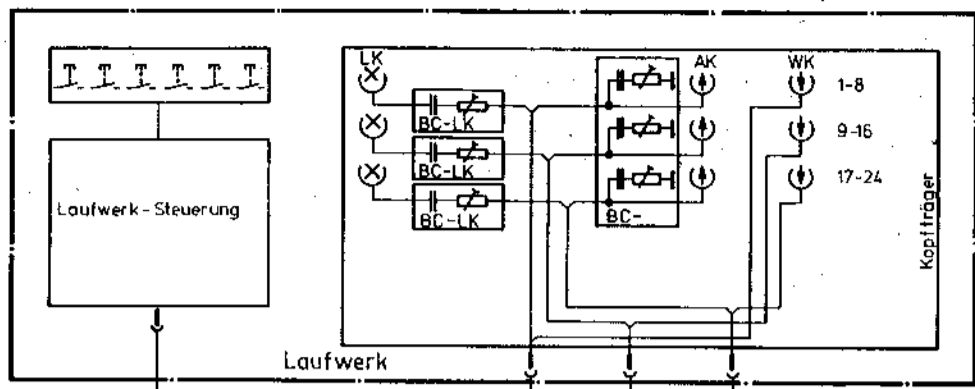 LK
AK
WK
1-8
BC-LK
9-16
BC-LK
17-24
BC-LK
BC-
Laufwerk-Steuerung
Kopfträger
Laufwerk